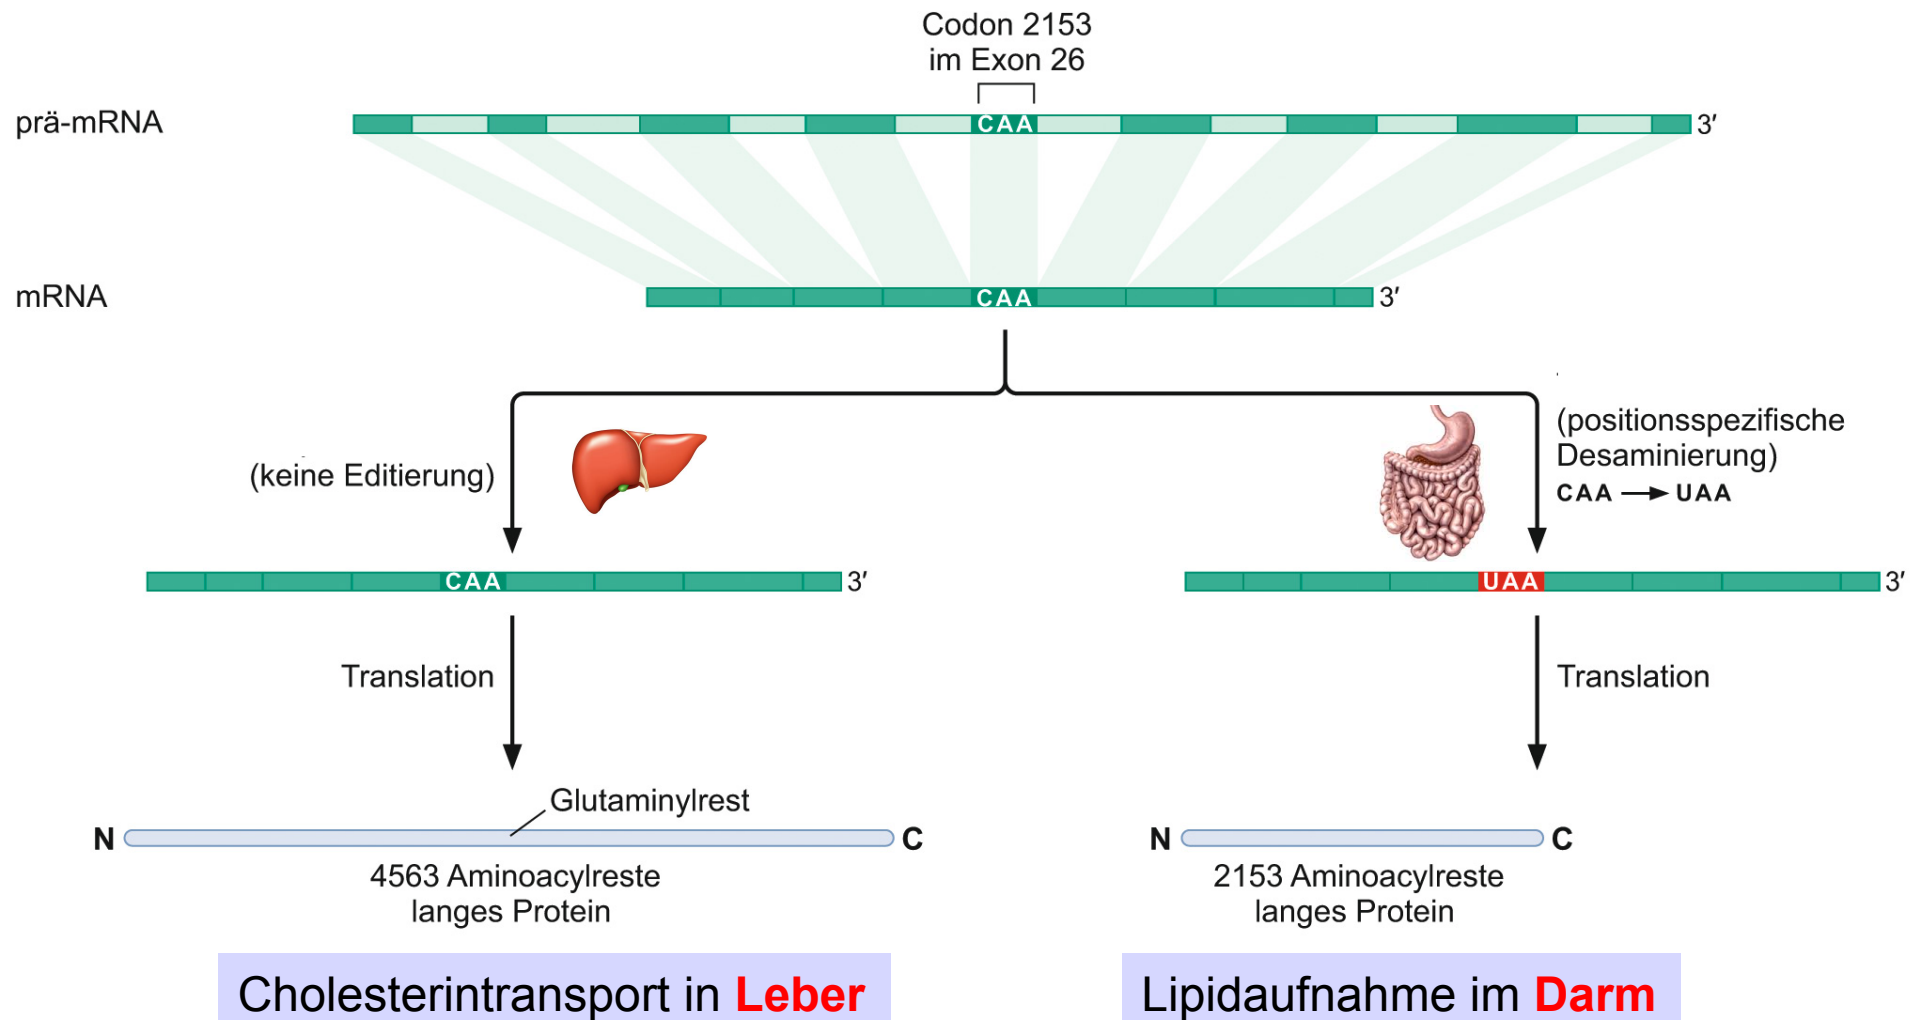 Codon 2153
im Exon 26
prä-mRNA
CAA
3′
mRNA
CAA
3′
(keine Editierung)
(positionsspezifische
Desaminierung)
CAA → UAA
CAA
3′
UAA
3′
Translation
Translation
Glutaminylrest
N
C
N
C
4563 Aminoacylreste
langes Protein
2153 Aminoacylreste
langes Protein
Cholesterintransport in Leber
Lipidaufnahme im Darm